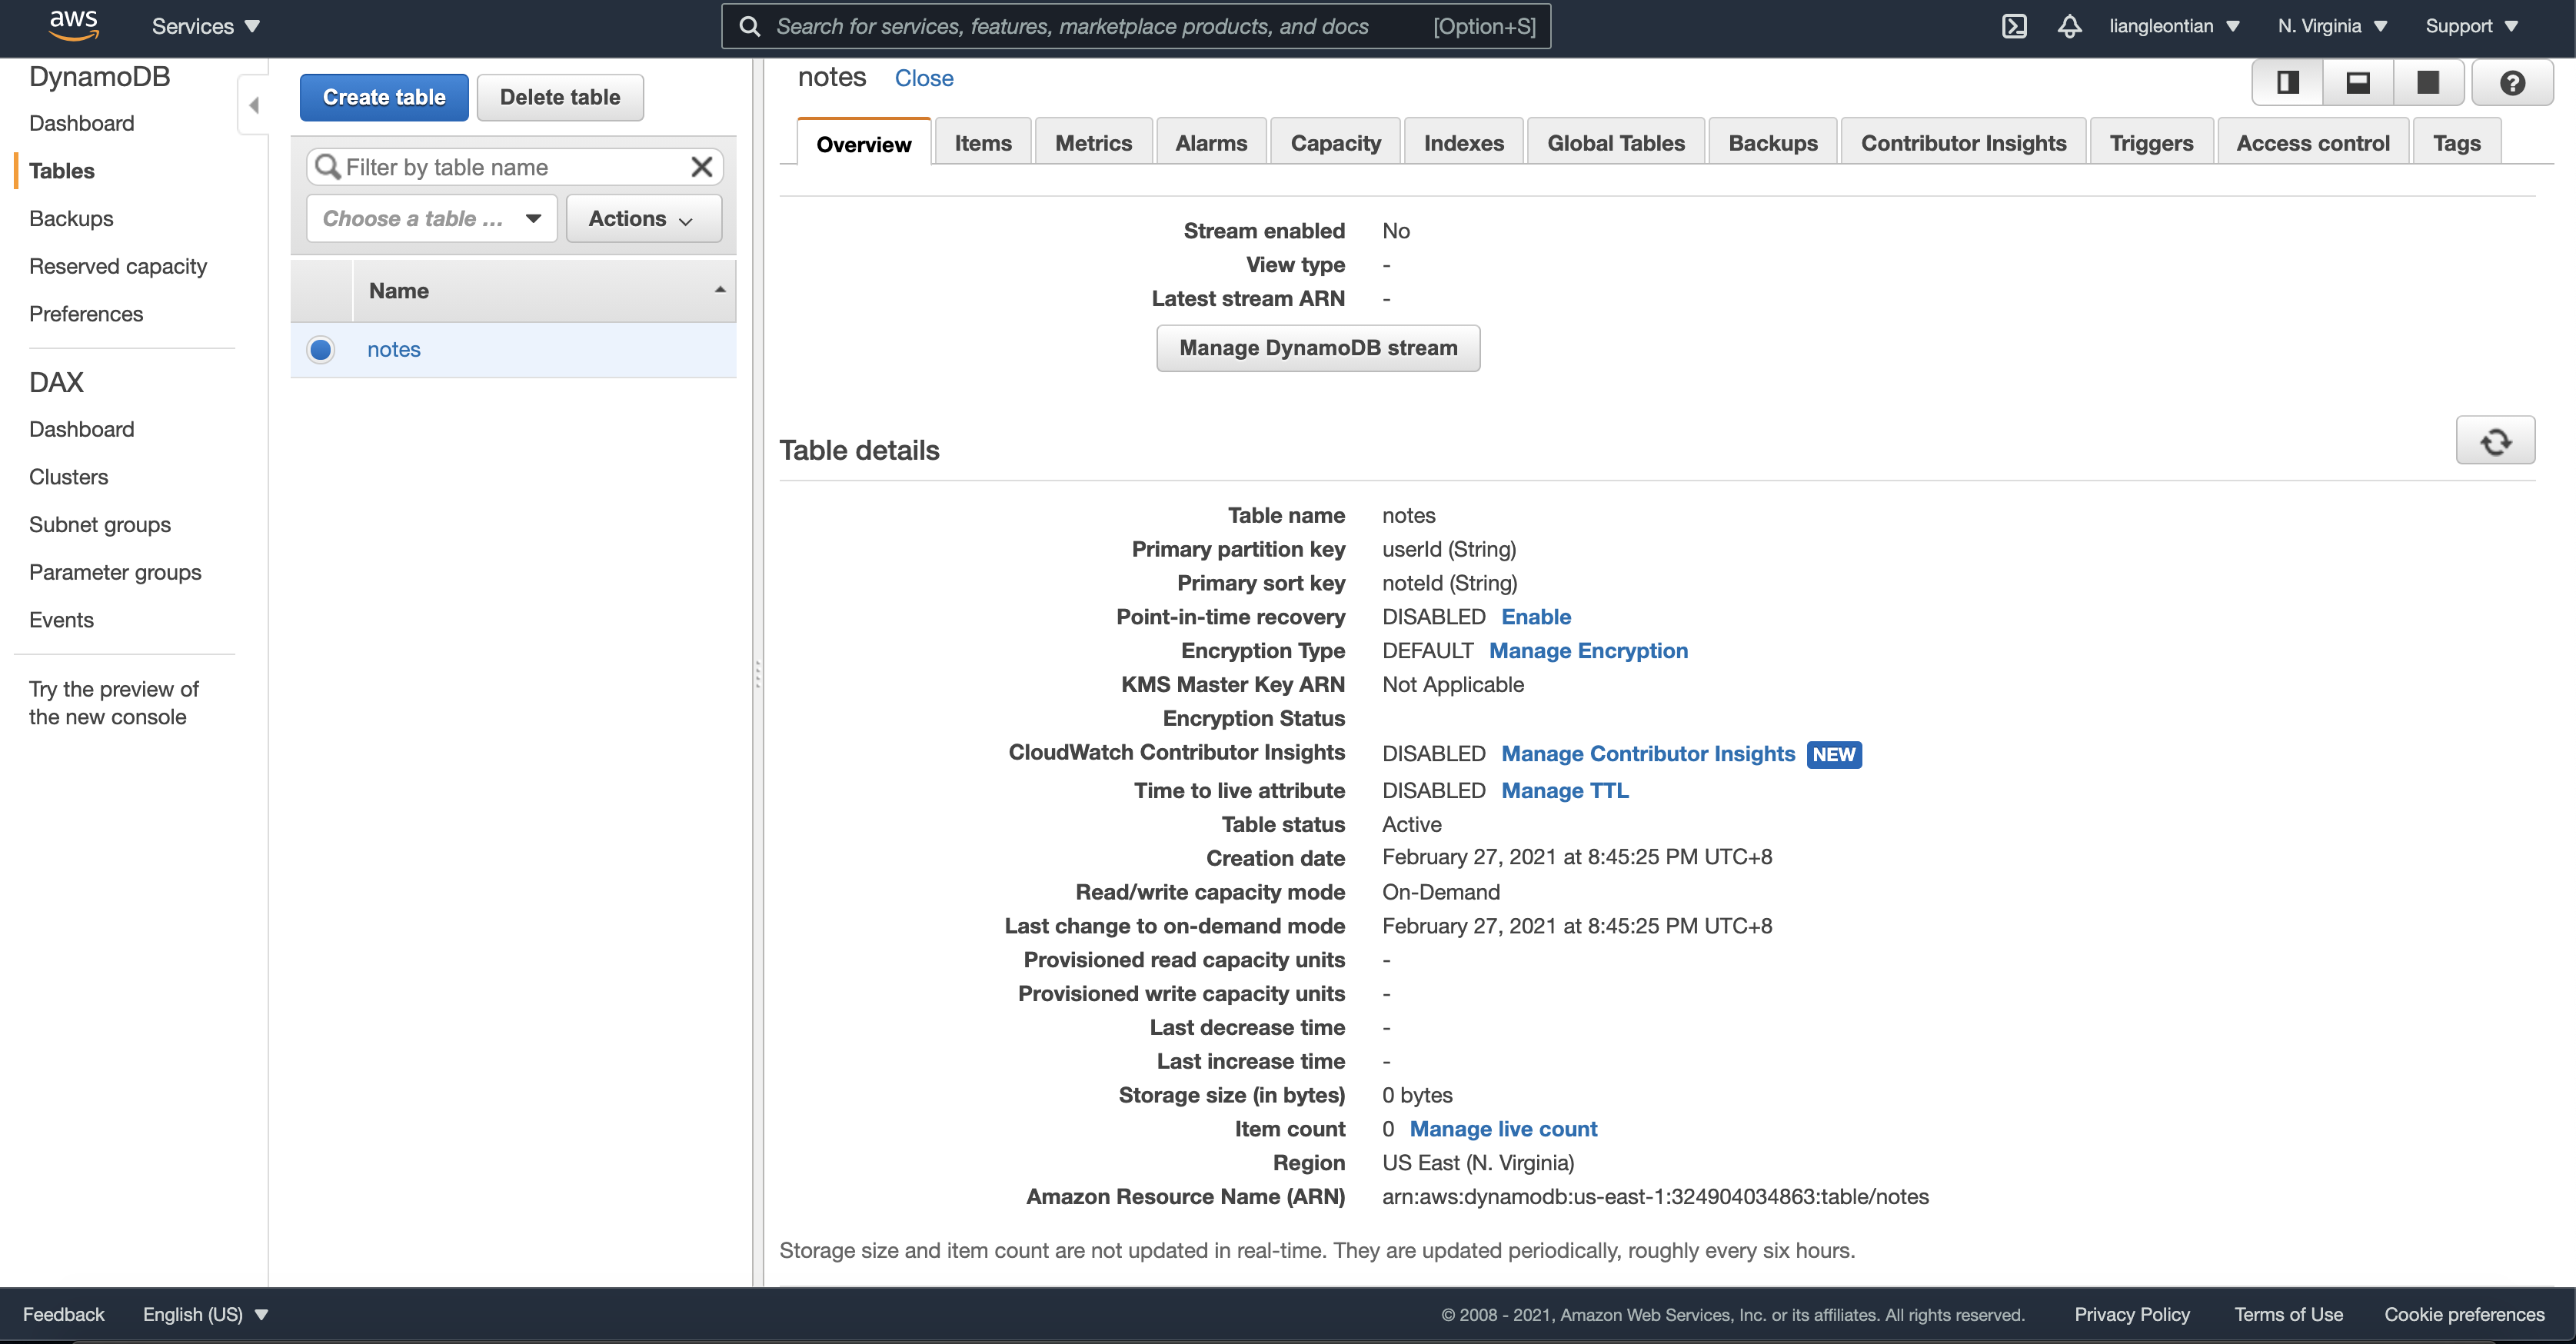 aws
Services
Search for services, features, marketplace products, and docs [Option+S]
liangleontian
N. Virginia
Support
DynamoDB
Dashboard
Tables
Backups
Reserved capacity
Preferences
DAX
Dashboard
Clusters
Subnet groups
Parameter groups
Events
Try the preview of
the new console
Create table
Delete table
Filter by table name
Choose a table ...
Actions
Name
notes
notes Close
Overview Items Metrics Alarms Capacity Indexes Global Tables Backups Contributor Insights Triggers Access control Tags
Stream enabled No
View type -
Latest stream ARN -
Manage DynamoDB stream
Table details
Table name notes
Primary partition key userId (String)
Primary sort key noteId (String)
Point-in-time recovery DISABLED Enable
Encryption Type DEFAULT Manage Encryption
KMS Master Key ARN Not Applicable
Encryption Status
CloudWatch Contributor Insights DISABLED Manage Contributor Insights NEW
Time to live attribute DISABLED Manage TTL
Table status Active
Creation date February 27, 2021 at 8:45:25 PM UTC+8
Read/write capacity mode On-Demand
Last change to on-demand mode February 27, 2021 at 8:45:25 PM UTC+8
Provisioned read capacity units -
Provisioned write capacity units -
Last decrease time -
Last increase time -
Storage size (in bytes) 0 bytes
Item count 0 Manage live count
Region US East (N. Virginia)
Amazon Resource Name (ARN) arn:aws:dynamodb:us-east-1:324904034863:table/notes
Storage size and item count are not updated in real-time. They are updated periodically, roughly every six hours.
Feedback
English (US)
© 2008 - 2021, Amazon Web Services, Inc. or its affiliates. All rights reserved.
Privacy Policy
Terms of Use
Cookie preferences